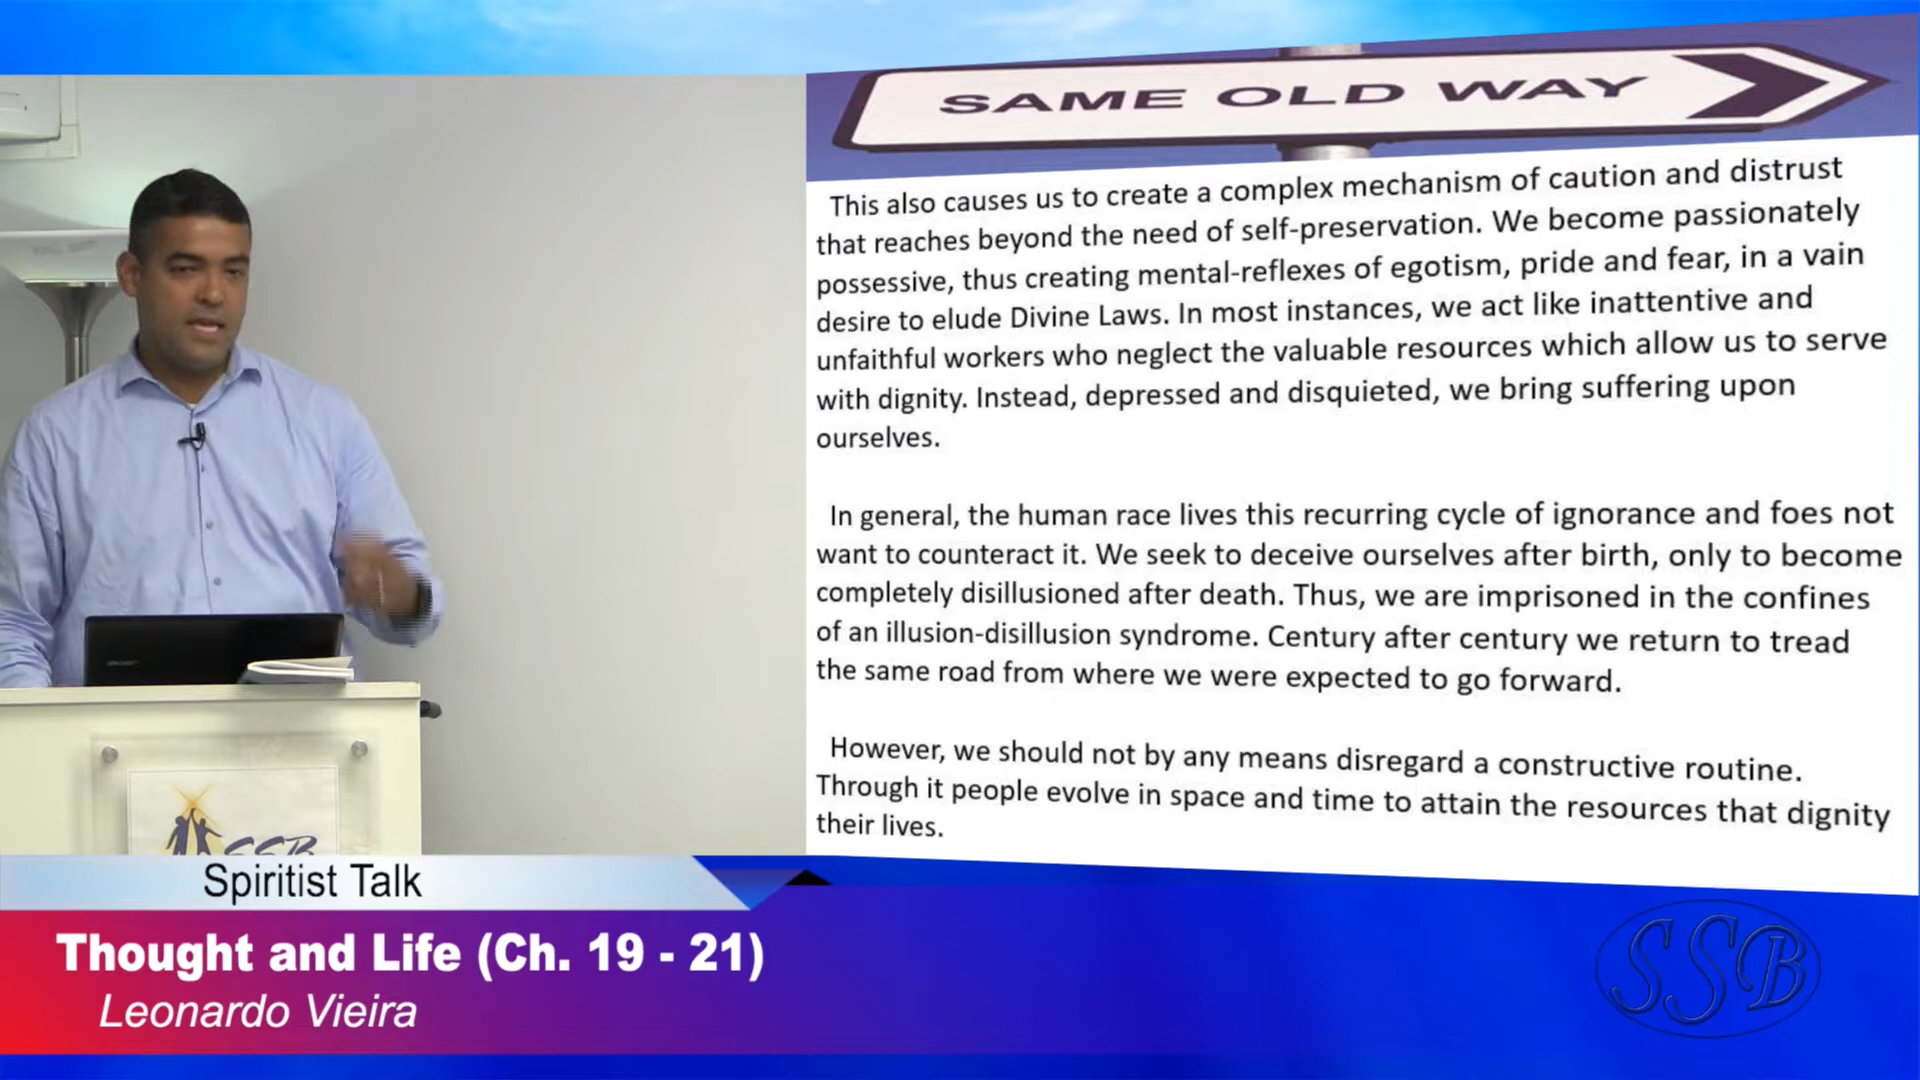 SAME OLD WAY
This also causes us to create a complex mechanism of caution and distrust
that reaches beyond the need of self-preservation. We become passionately
possessive, thus creating mental-reflexes of egotism, pride and fear, in a vain
desire to elude Divine Laws. In most instances, we act like inattentive and
unfaithful workers who neglect the valuable resources which allow us to serve
with dignity. Instead, depressed and disquieted, we bring suffering upon
ourselves.
In general, the human race lives this recurring cycle of ignorance and foes not
want to counteract it. We seek to deceive ourselves after birth, only to become
completely disillusioned after death. Thus, we are imprisoned in the confines
of an illusion-disillusion syndrome. Century after century we return to tread
the same road from where we were expected to go forward.
However, we should not by any means disregard a constructive routine.
Through it people evolve in space and time to attain the resources that dignity
their lives.
SSB
Spiritist Talk
Thought and Life (Ch. 19 - 21)
Leonardo Vieira
SSB